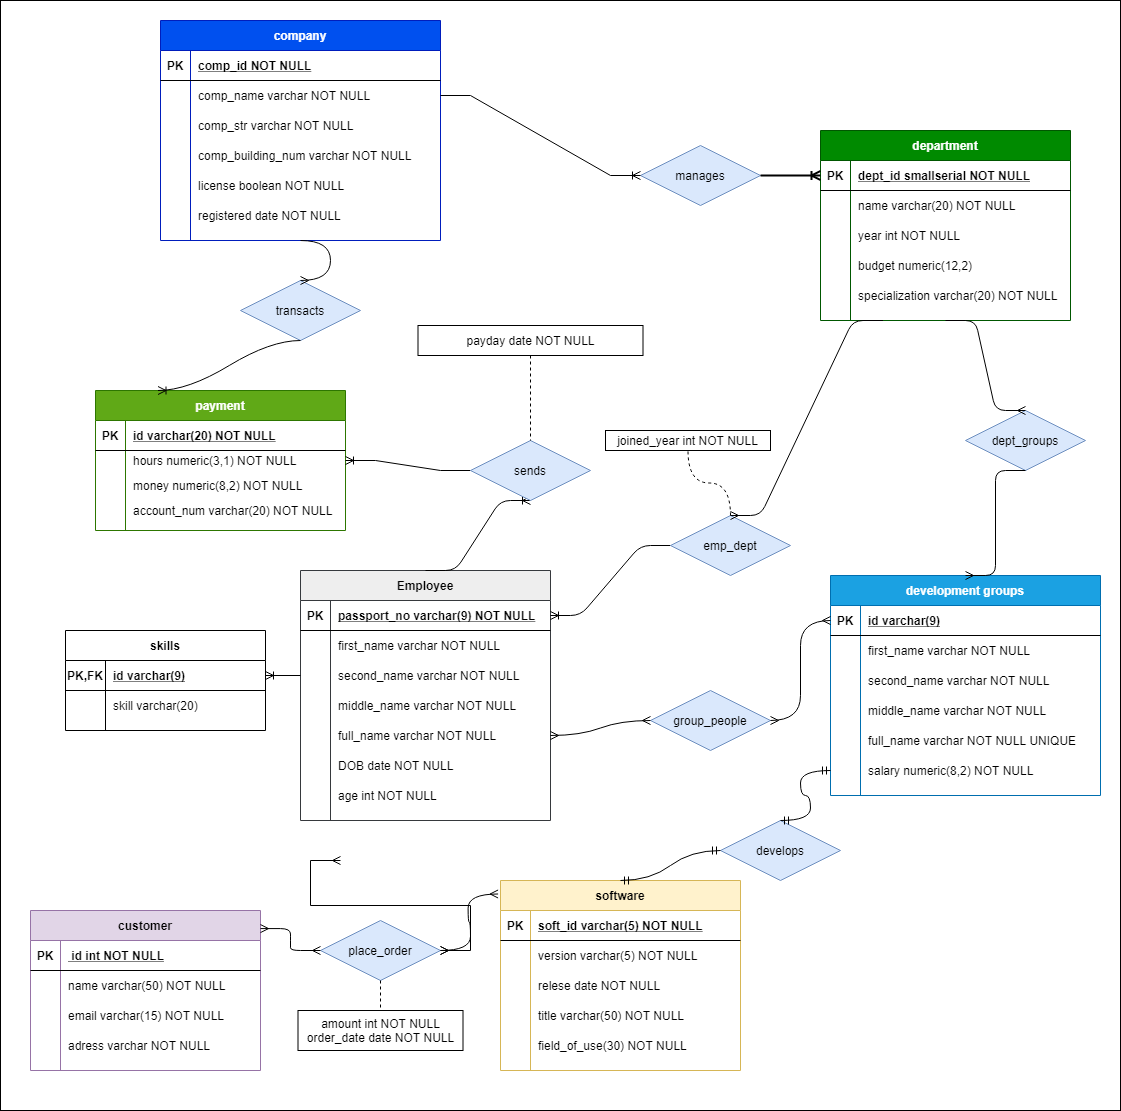 company
PK comp_id NOT NULL
comp_name varchar NOT NULL
comp_str varchar NOT NULL
comp_building_num varchar NOT NULL
license boolean NOT NULL
registered date NOT NULL
manages
department
PK dept_id smallserial NOT NULL
name varchar(20) NOT NULL
year int NOT NULL
budget numeric(12,2)
specialization varchar(20) NOT NULL
transacts
payday date NOT NULL
payment
PK id varchar(20) NOT NULL
hours numeric(3,1) NOT NULL
money numeric(8,2) NOT NULL
account_num varchar(20) NOT NULL
sends
joined_year int NOT NULL
dept_groups
emp_dept
Employee
PK passport_no varchar(9) NOT NULL
first_name varchar NOT NULL
second_name varchar NOT NULL
middle_name varchar NOT NULL
full_name varchar NOT NULL
DOB date NOT NULL
age int NOT NULL
skills
PK,FK id varchar(9)
skill varchar(20)
group_people
development groups
PK id varchar(9)
first_name varchar NOT NULL
second_name varchar NOT NULL
middle_name varchar NOT NULL
full_name varchar NOT NULL UNIQUE
salary numeric(8,2) NOT NULL
develops
customer
PK id int NOT NULL
name varchar(50) NOT NULL
email varchar(15) NOT NULL
adress varchar NOT NULL
place_order
amount int NOT NULL
order_date date NOT NULL
software
PK soft_id varchar(5) NOT NULL
version varchar(5) NOT NULL
relese date NOT NULL
title varchar(50) NOT NULL
field_of_use(30) NOT NULL